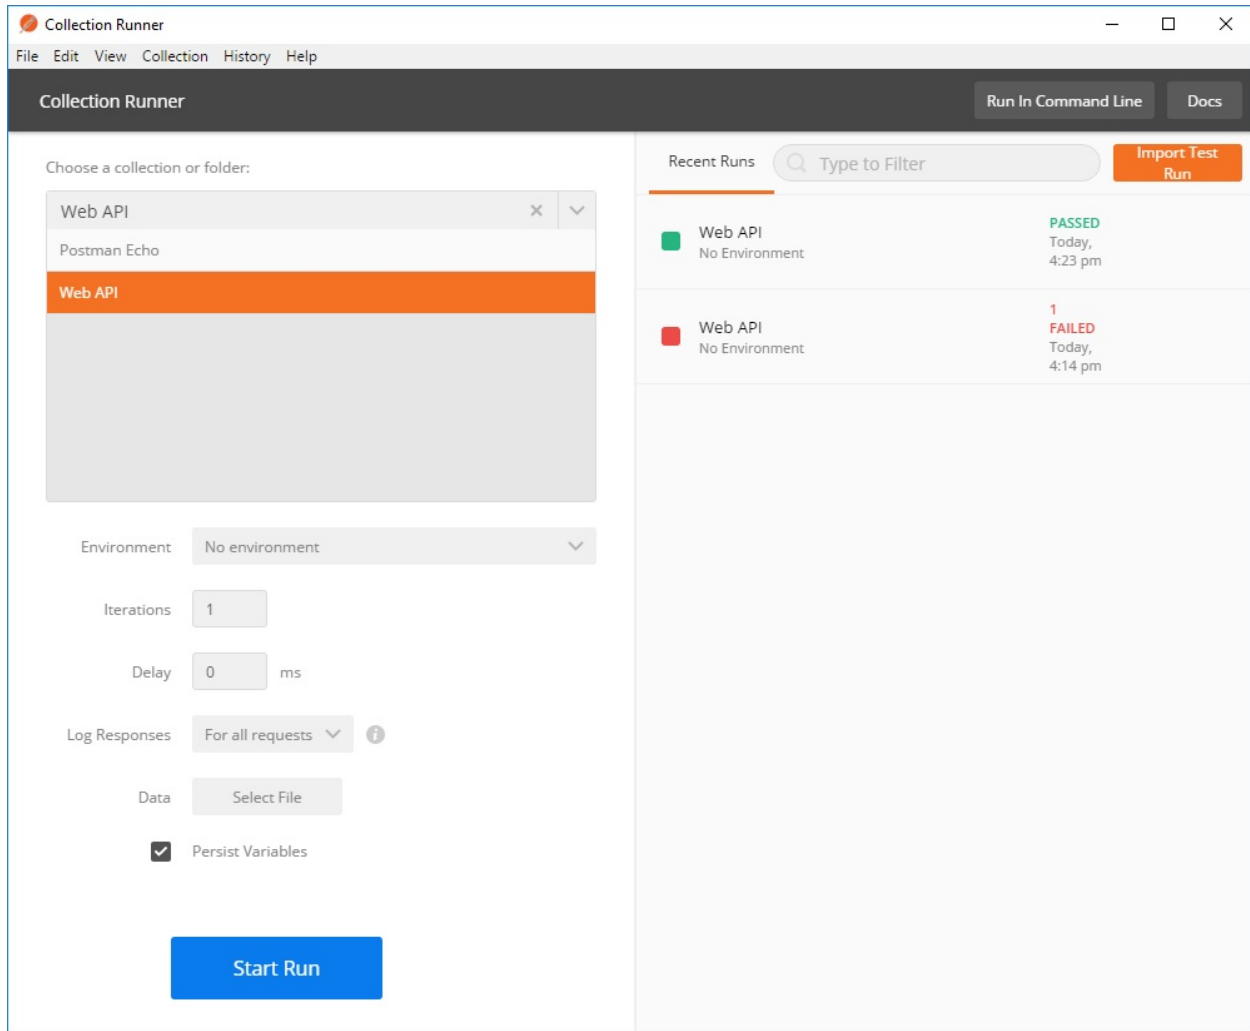 Collection Runner
File Edit View Collection History Help
Collection Runner
Run In Command Line
Docs
Choose a collection or folder:
Web API
Postman Echo
Web API
Environment
No environment
Iterations
1
Delay
0
ms
Log Responses
For all requests
Data
Select File
Persist Variables
Start Run
Recent Runs
Type to Filter
Import Test
Run
Web API
No Environment
PASSED
Today,
4:23 pm
Web API
No Environment
1
FAILED
Today,
4:14 pm